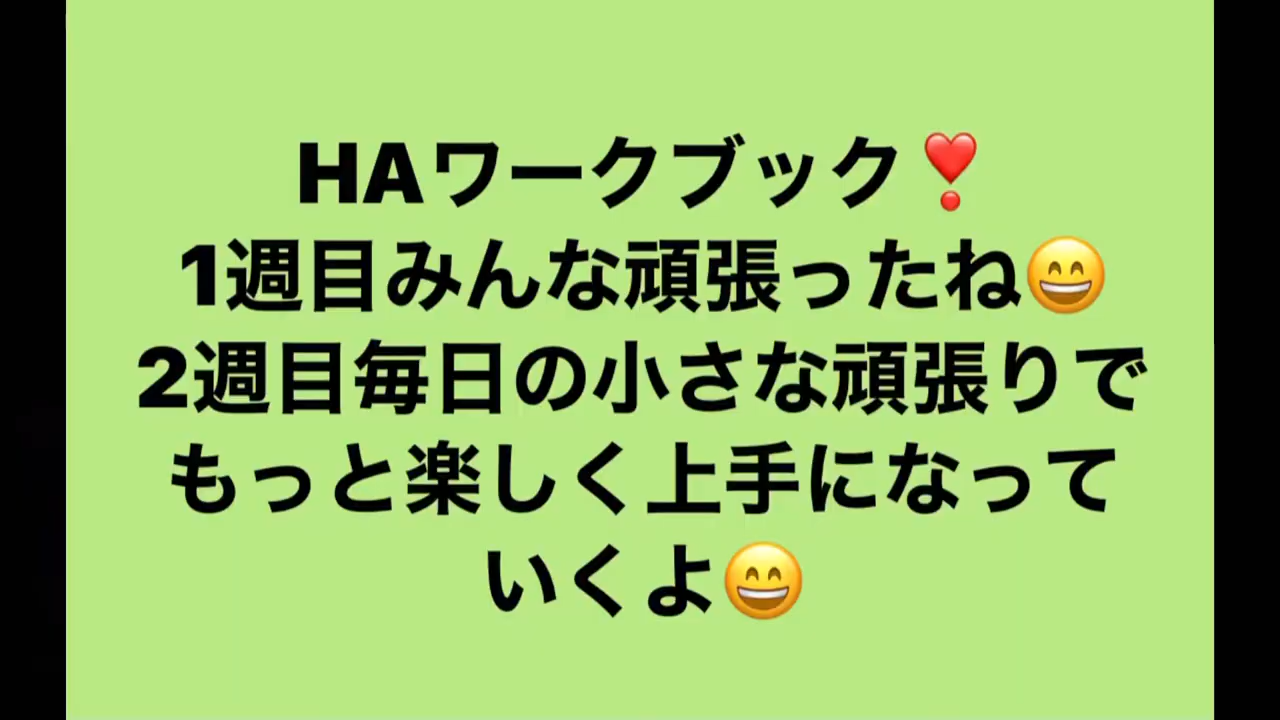 HAワークブック❣️
1週目みんな頑張ったね😄
2週目毎日の小さな頑張りで
もっと楽しく上手になって
いくよ😄